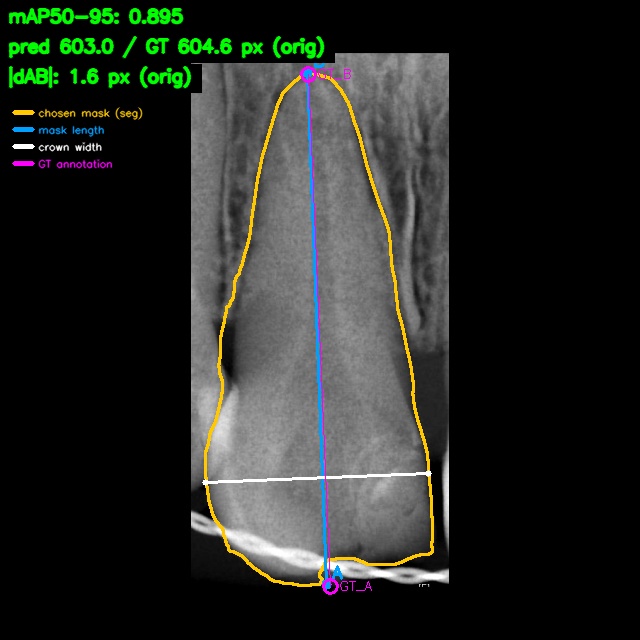 mAP50-95: 0.895
pred 603.0 / GT 604.6 px (orig)
|dAB|: 1.6 px (orig)
chosen mask (seg)
mask length
crown width
GT annotation
A
GT_A